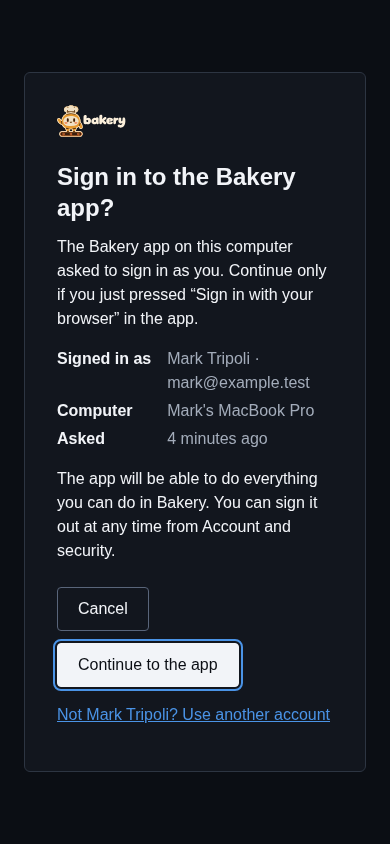 bakery
Sign in to the Bakery
app?
The Bakery app on this computer
asked to sign in as you. Continue only
if you just pressed “Sign in with your
browser” in the app.
Signed in as Mark Tripoli ·
mark@example.test
Computer Mark's MacBook Pro
Asked 4 minutes ago
The app will be able to do everything
you can do in Bakery. You can sign it
out at any time from Account and
security.
Cancel
Continue to the app
Not Mark Tripoli? Use another account